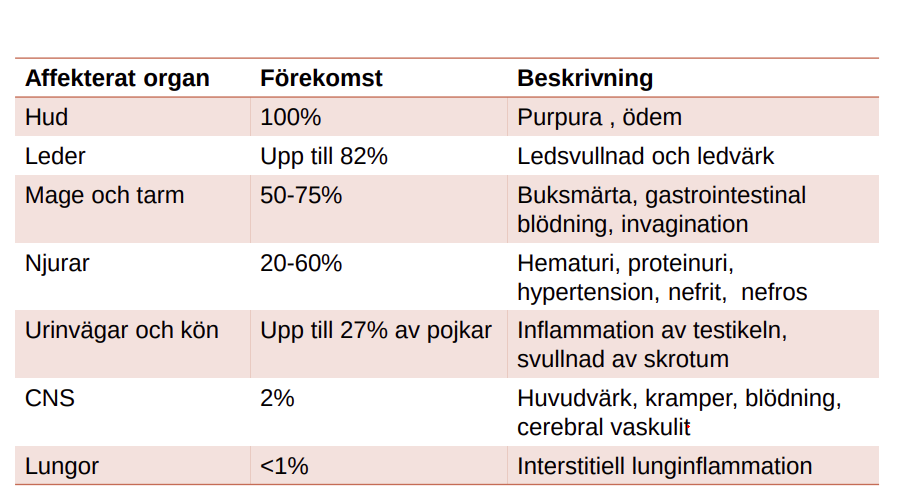 Affekterat organ Förekomst Beskrivning
Hud 100% Purpura , ödem
Leder Upp till 82% Ledsvullnad och ledvärk
Mage och tarm 50-75% Buksmärta, gastrointestinal
blödning, invagination
Njurar 20-60% Hematuri, proteinuri,
hypertension, nefrit, nefros
Urinvägar och kön Upp till 27% av pojkar Inflammation av testikeln,
svullnad av skrotum
CNS 2% Huvudvärk, kramper, blödning,
cerebral vaskulit
Lungor <1% Interstitiell lunginflammation